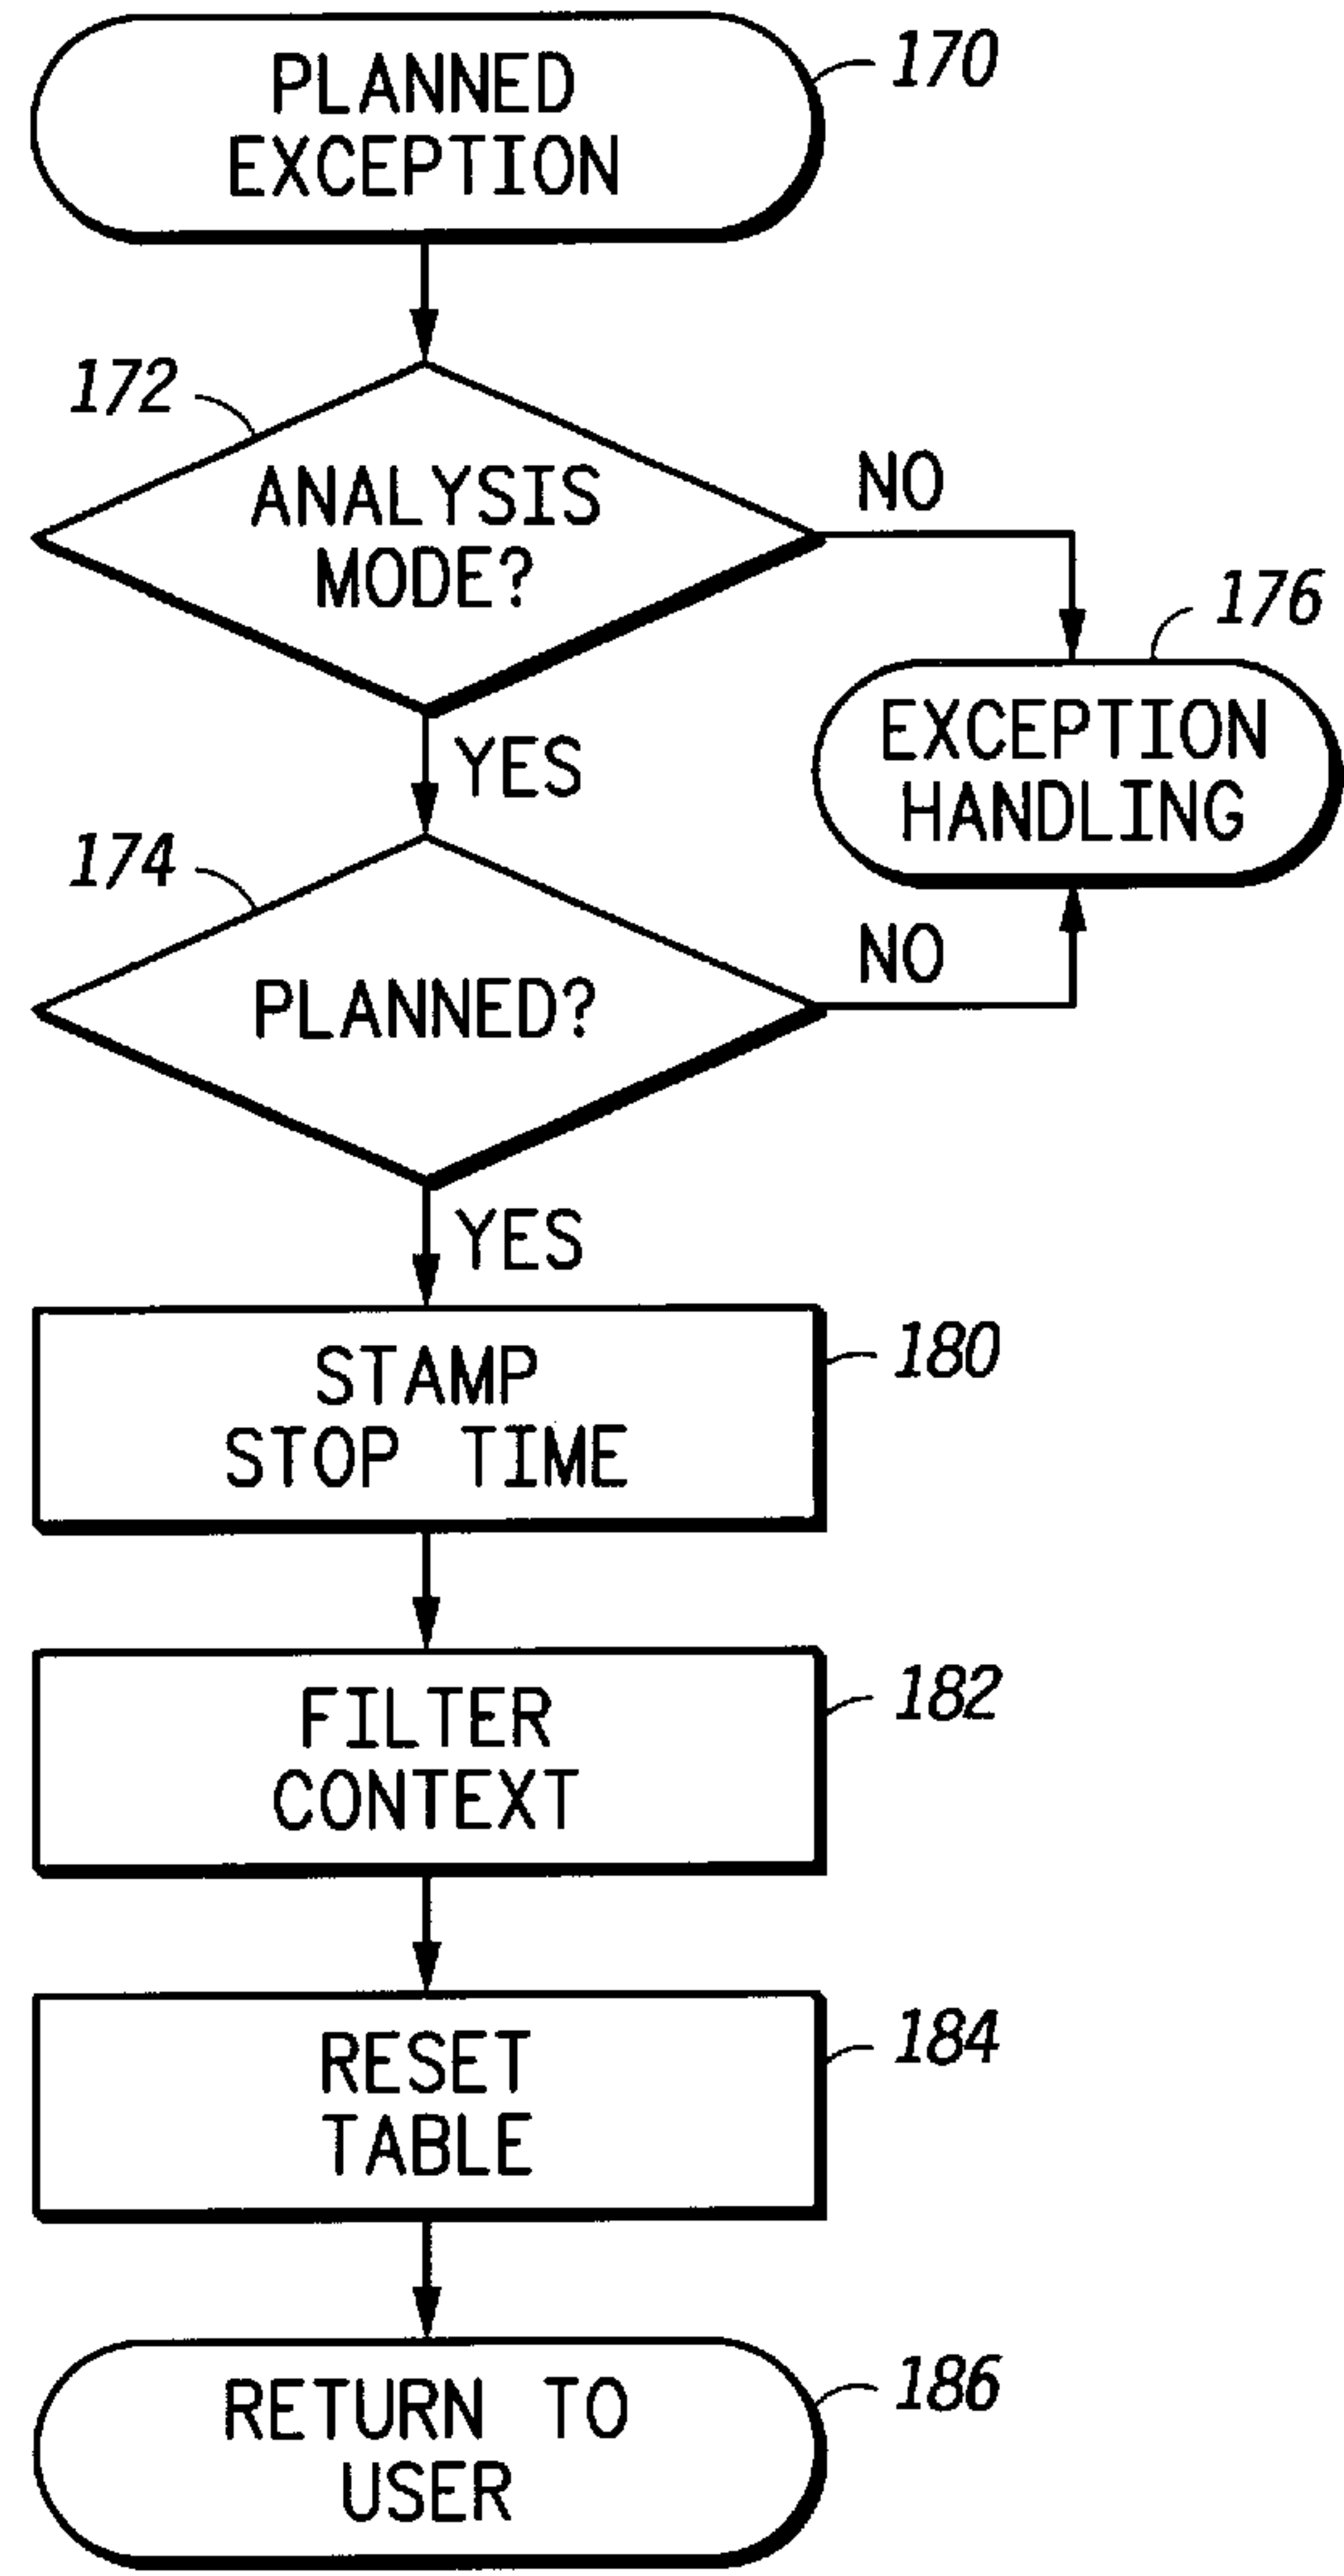 PLANNED
EXCEPTION
170
172
ANALYSIS
MODE?
NO
176
EXCEPTION
HANDLING
YES
174
PLANNED?
NO
YES
STAMP
STOP TIME
180
FILTER
CONTEXT
182
RESET
TABLE
184
RETURN TO
USER
186